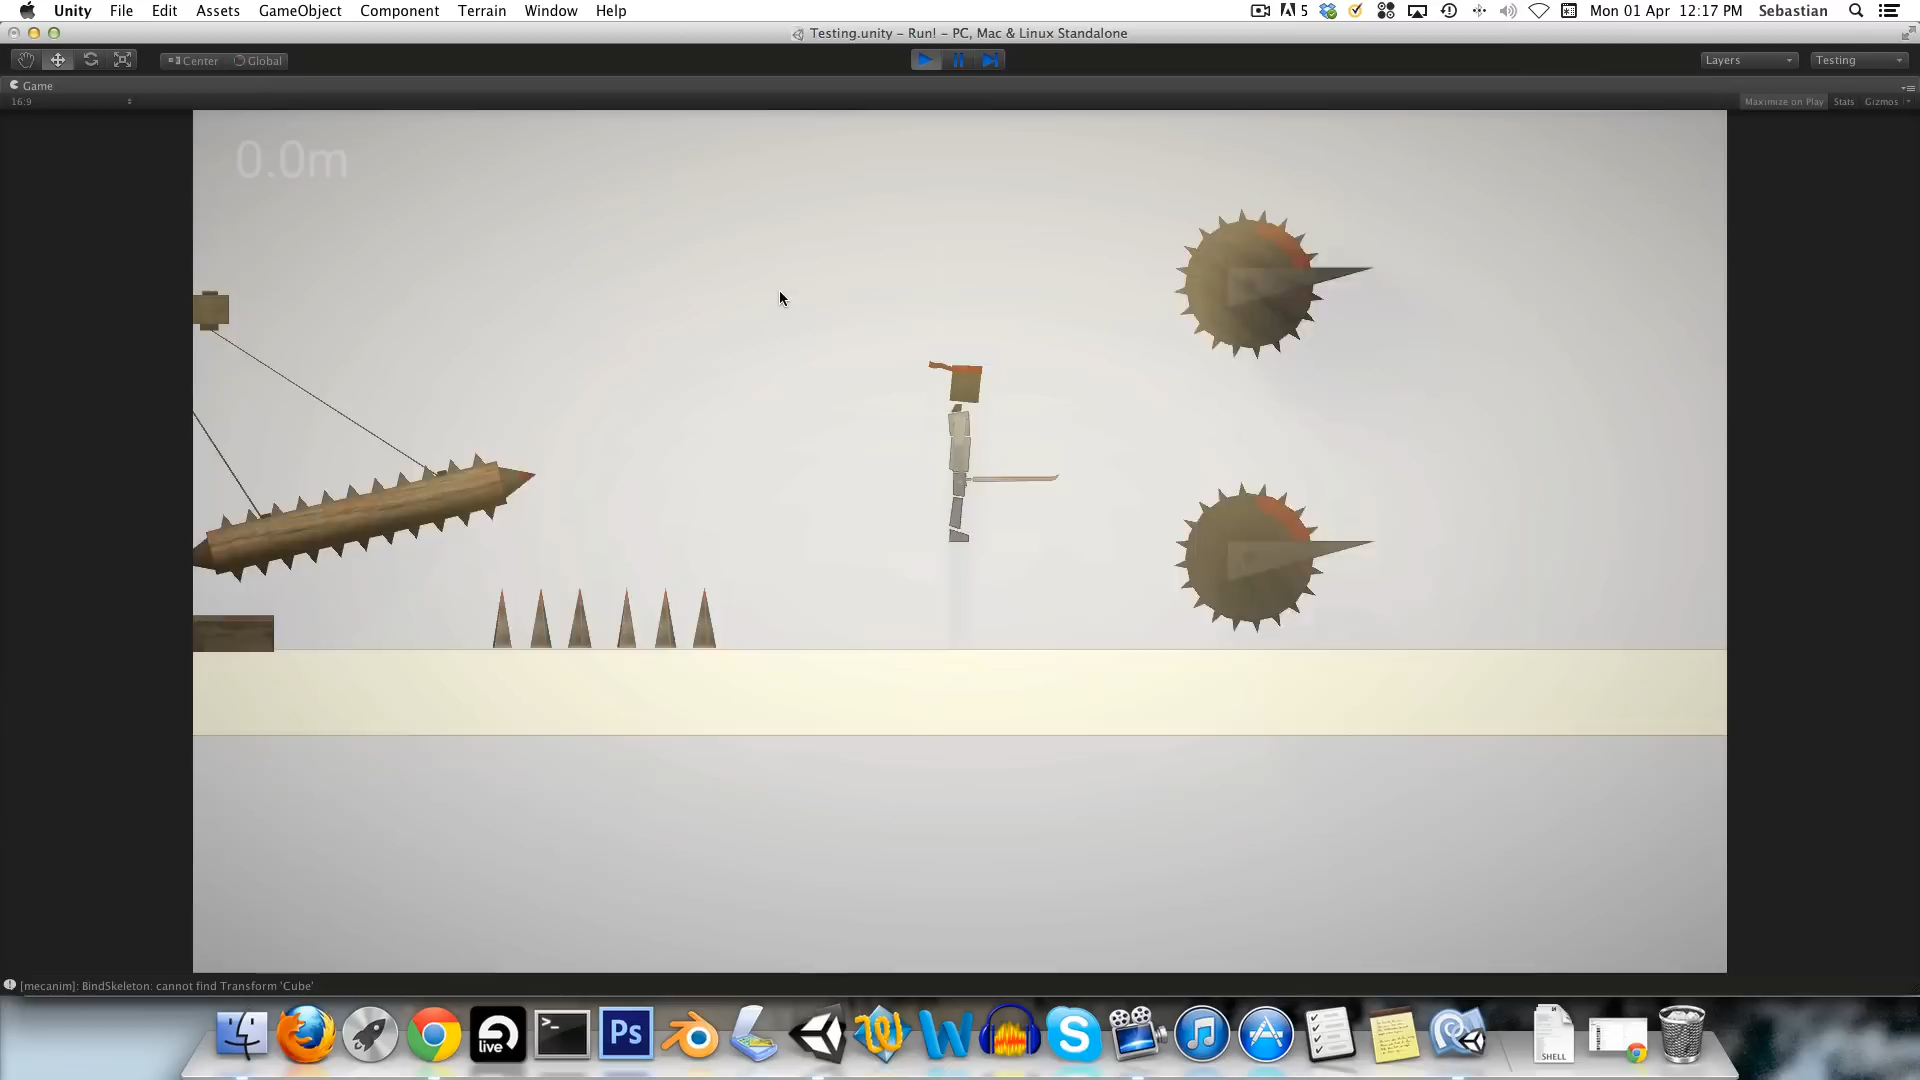 Unity File Edit Assets GameObject Component Terrain Window Help 5 Mon 01 Apr 12:17 PM Sebastian
Testing.unity - Run! - PC, Mac & Linux Standalone
Center Global Layers Testing
Game
16:9 Maximize on Play Stats Gizmos
0.0m
[mecanim]: BindSkeleton: cannot find Transform 'Cube'
live
>_
Ps
W
S
SHELL